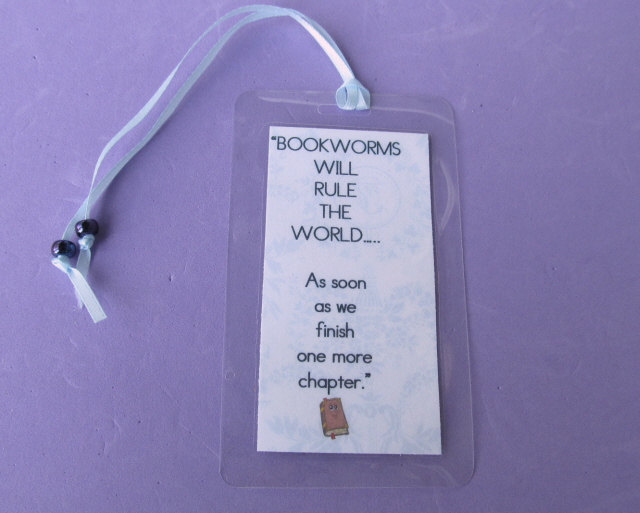 "BOOKWORMS
WILL
RULE
THE
WORLD.....
As soon
as we
finish
one more
chapter."